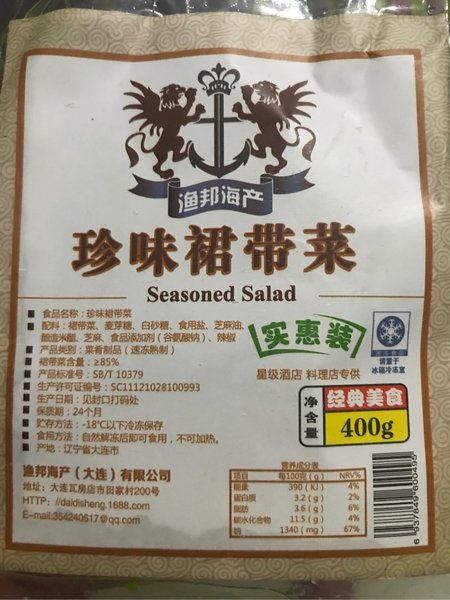 渔邦海产
珍味裙带菜
Seasoned Salad
食品名称：珍味裙带菜
配料：裙带菜、麦芽糖、白砂糖、食用盐、芝麻油、
酿造米醋、芝麻、食品添加剂（谷氨酸钠）、辣椒
产品类别：菜肴制品（速冻熟制）
裙带菜含量：≥85%
产品标准号：SB/T 10379
生产许可证编号：SC11121028100993
生产日期：见封口打码处
保质期：24个月
贮存方法：-18℃以下冷冻保存
食用方法：自然解冻后即可食用，不可加热。
产地：辽宁省大连市
实惠装
星级酒店 料理店专供
请置于
冰箱冷冻室
净含量
经典美食
400g
渔邦海产（大连）有限公司
地址：大连瓦房店市田家村200号
HTTP：//daidisheng.1688.com
E-mail:354240617@qq.com
营养成分表
项目 每100克(g) NRV%
能量 390 (KJ) 4%
蛋白质 3.2 (g) 2%
脂肪 3.6 (g) 6%
碳水化合物 11.5 (g) 4%
钠 1340 (mg) 67%
6937649600495